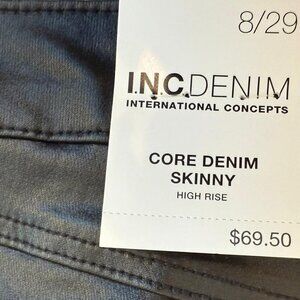 8/29
I.N.C.DENIM
INTERNATIONAL CONCEPTS
CORE DENIM
SKINNY
HIGH RISE
$69.50